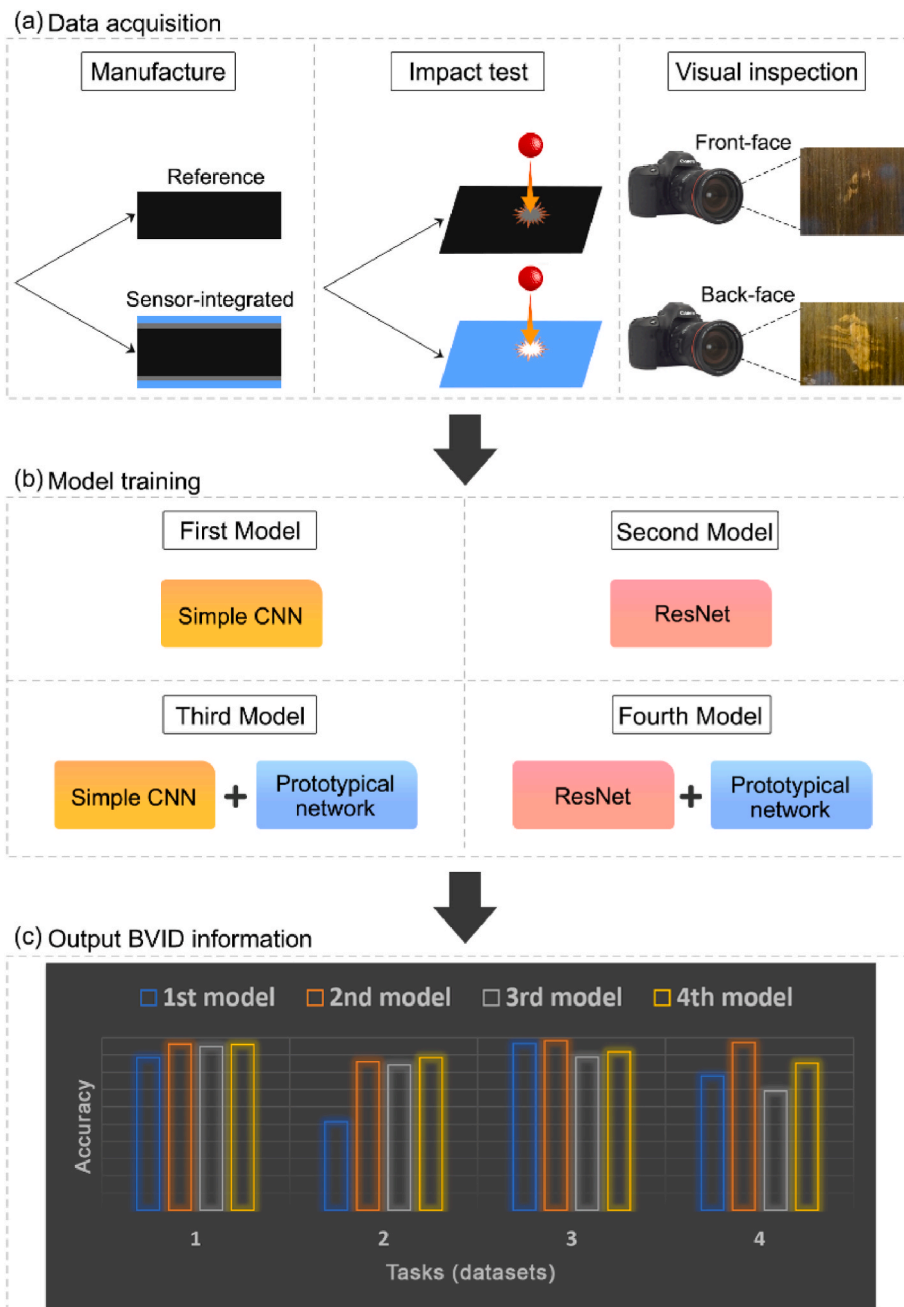 (a) Data acquisition
Manufacture
Impact test
Visual inspection
Reference
Sensor-integrated
Front-face
Back-face
Canon
Canon
(b) Model training
First Model
Second Model
Simple CNN
ResNet
Third Model
Fourth Model
Simple CNN + Prototypical network
ResNet + Prototypical network
(c) Output BVID information
1st model 2nd model 3rd model 4th model
Accuracy
1 2 3 4
Tasks (datasets)